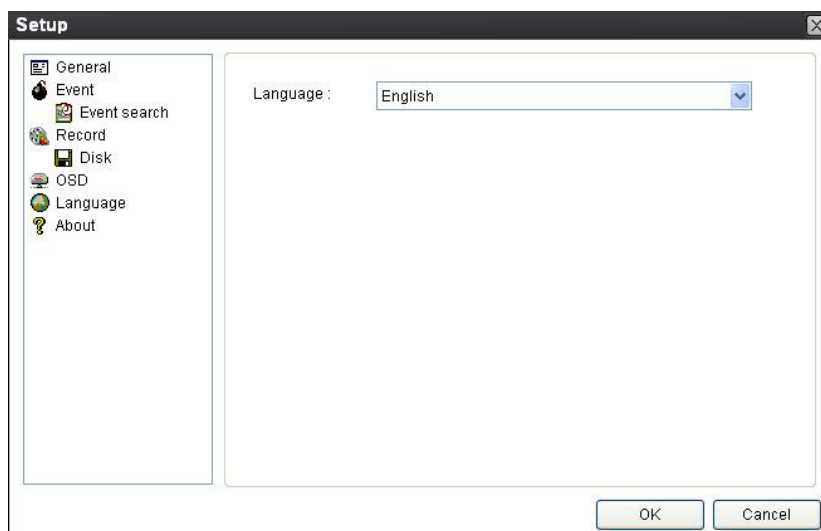 Setup
General
Event
Event search
Record
Disk
OSD
Language
About
Language :
English
OK
Cancel